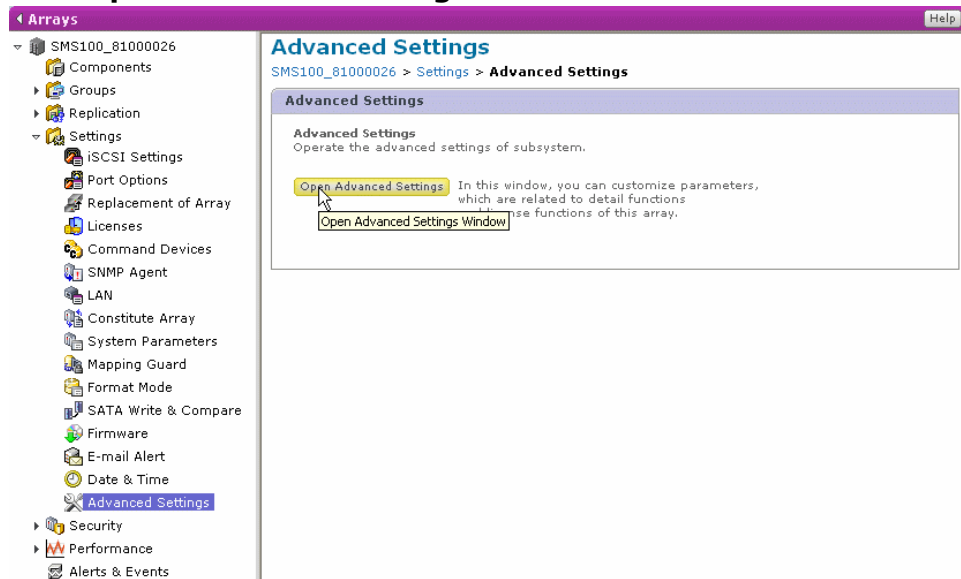 Arrays
Help
SMS100_81000026
Components
Groups
Replication
Settings
iSCSI Settings
Port Options
Replacement of Array
Licenses
Command Devices
SNMP Agent
LAN
Constitute Array
System Parameters
Mapping Guard
Format Mode
SATA Write & Compare
Firmware
E-mail Alert
Date & Time
Advanced Settings
Security
Performance
Alerts & Events
Advanced Settings
SMS100_81000026 > Settings > Advanced Settings
Advanced Settings
Advanced Settings
Operate the advanced settings of subsystem.
Open Advanced Settings
In this window, you can customize parameters,
which are related to detail functions
functions of this array.
Open Advanced Settings Window